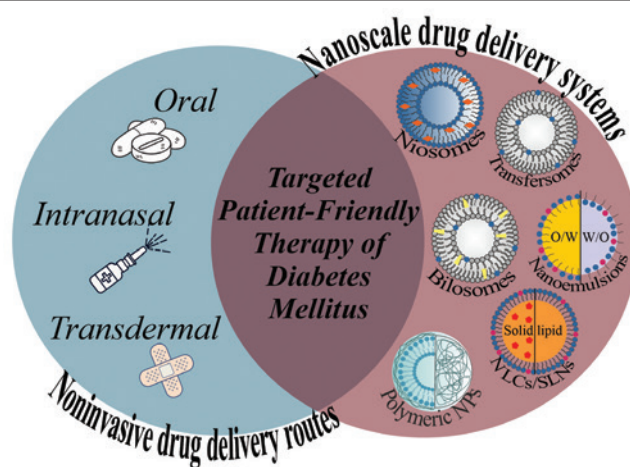 Nanoscale drug delivery systems
Oral
Intranasal
Transdermal
Noninvasive drug delivery routes
Targeted
Patient-Friendly
Therapy of
Diabetes
Mellitus
Niosomes
Transfersomes
Bilosomes
O/W W/O
Nanoemulsions
Solid lipid
NLCs/SLNs
Polymeric NPs